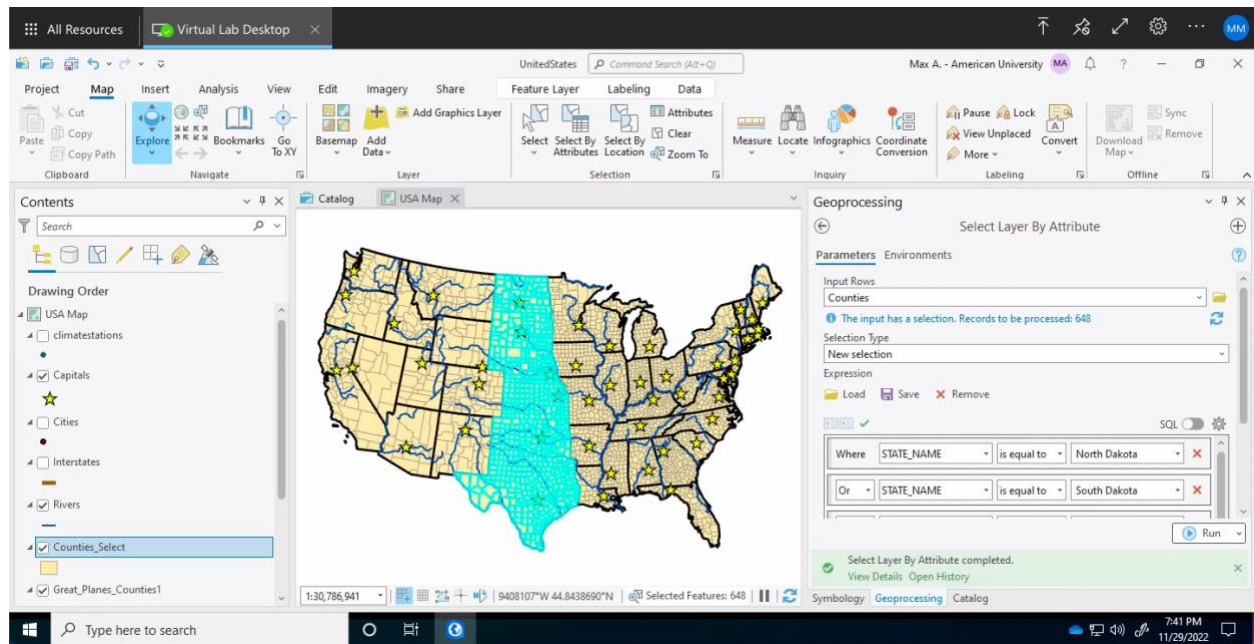 All Resources
Virtual Lab Desktop
MM
UnitedStates
Command Search (Alt+Q)
Max A. - American University
MA
?
Project Map Insert Analysis View Edit Imagery Share Feature Layer Labeling Data
Paste
Cut
Copy
Copy Path
Clipboard
Explore
Bookmarks
Go To XY
Navigate
Basemap
Add Data
Add Graphics Layer
Layer
Select
Select By Attributes
Select By Location
Attributes
Clear
Zoom To
Selection
Measure
Locate
Infographics
Coordinate Conversion
Inquiry
Pause
Lock
View Unplaced
More
Convert
Labeling
Download Map
Sync
Remove
Offline
Contents
Search
Drawing Order
USA Map
climatestations
Capitals
Cities
Interstates
Rivers
Counties_Select
Great_Planes_Counties1
Catalog
USA Map
1:30,786,941
9408107°W 44.8438690°N
Selected Features: 648
Geoprocessing
Select Layer By Attribute
Parameters Environments
Input Rows
Counties
The input has a selection. Records to be processed: 648
Selection Type
New selection
Expression
Load Save Remove
SQL
Where STATE_NAME is equal to North Dakota
Or STATE_NAME is equal to South Dakota
Run
Select Layer By Attribute completed.
View Details Open History
Symbology Geoprocessing Catalog
Type here to search
7:41 PM
11/29/2022